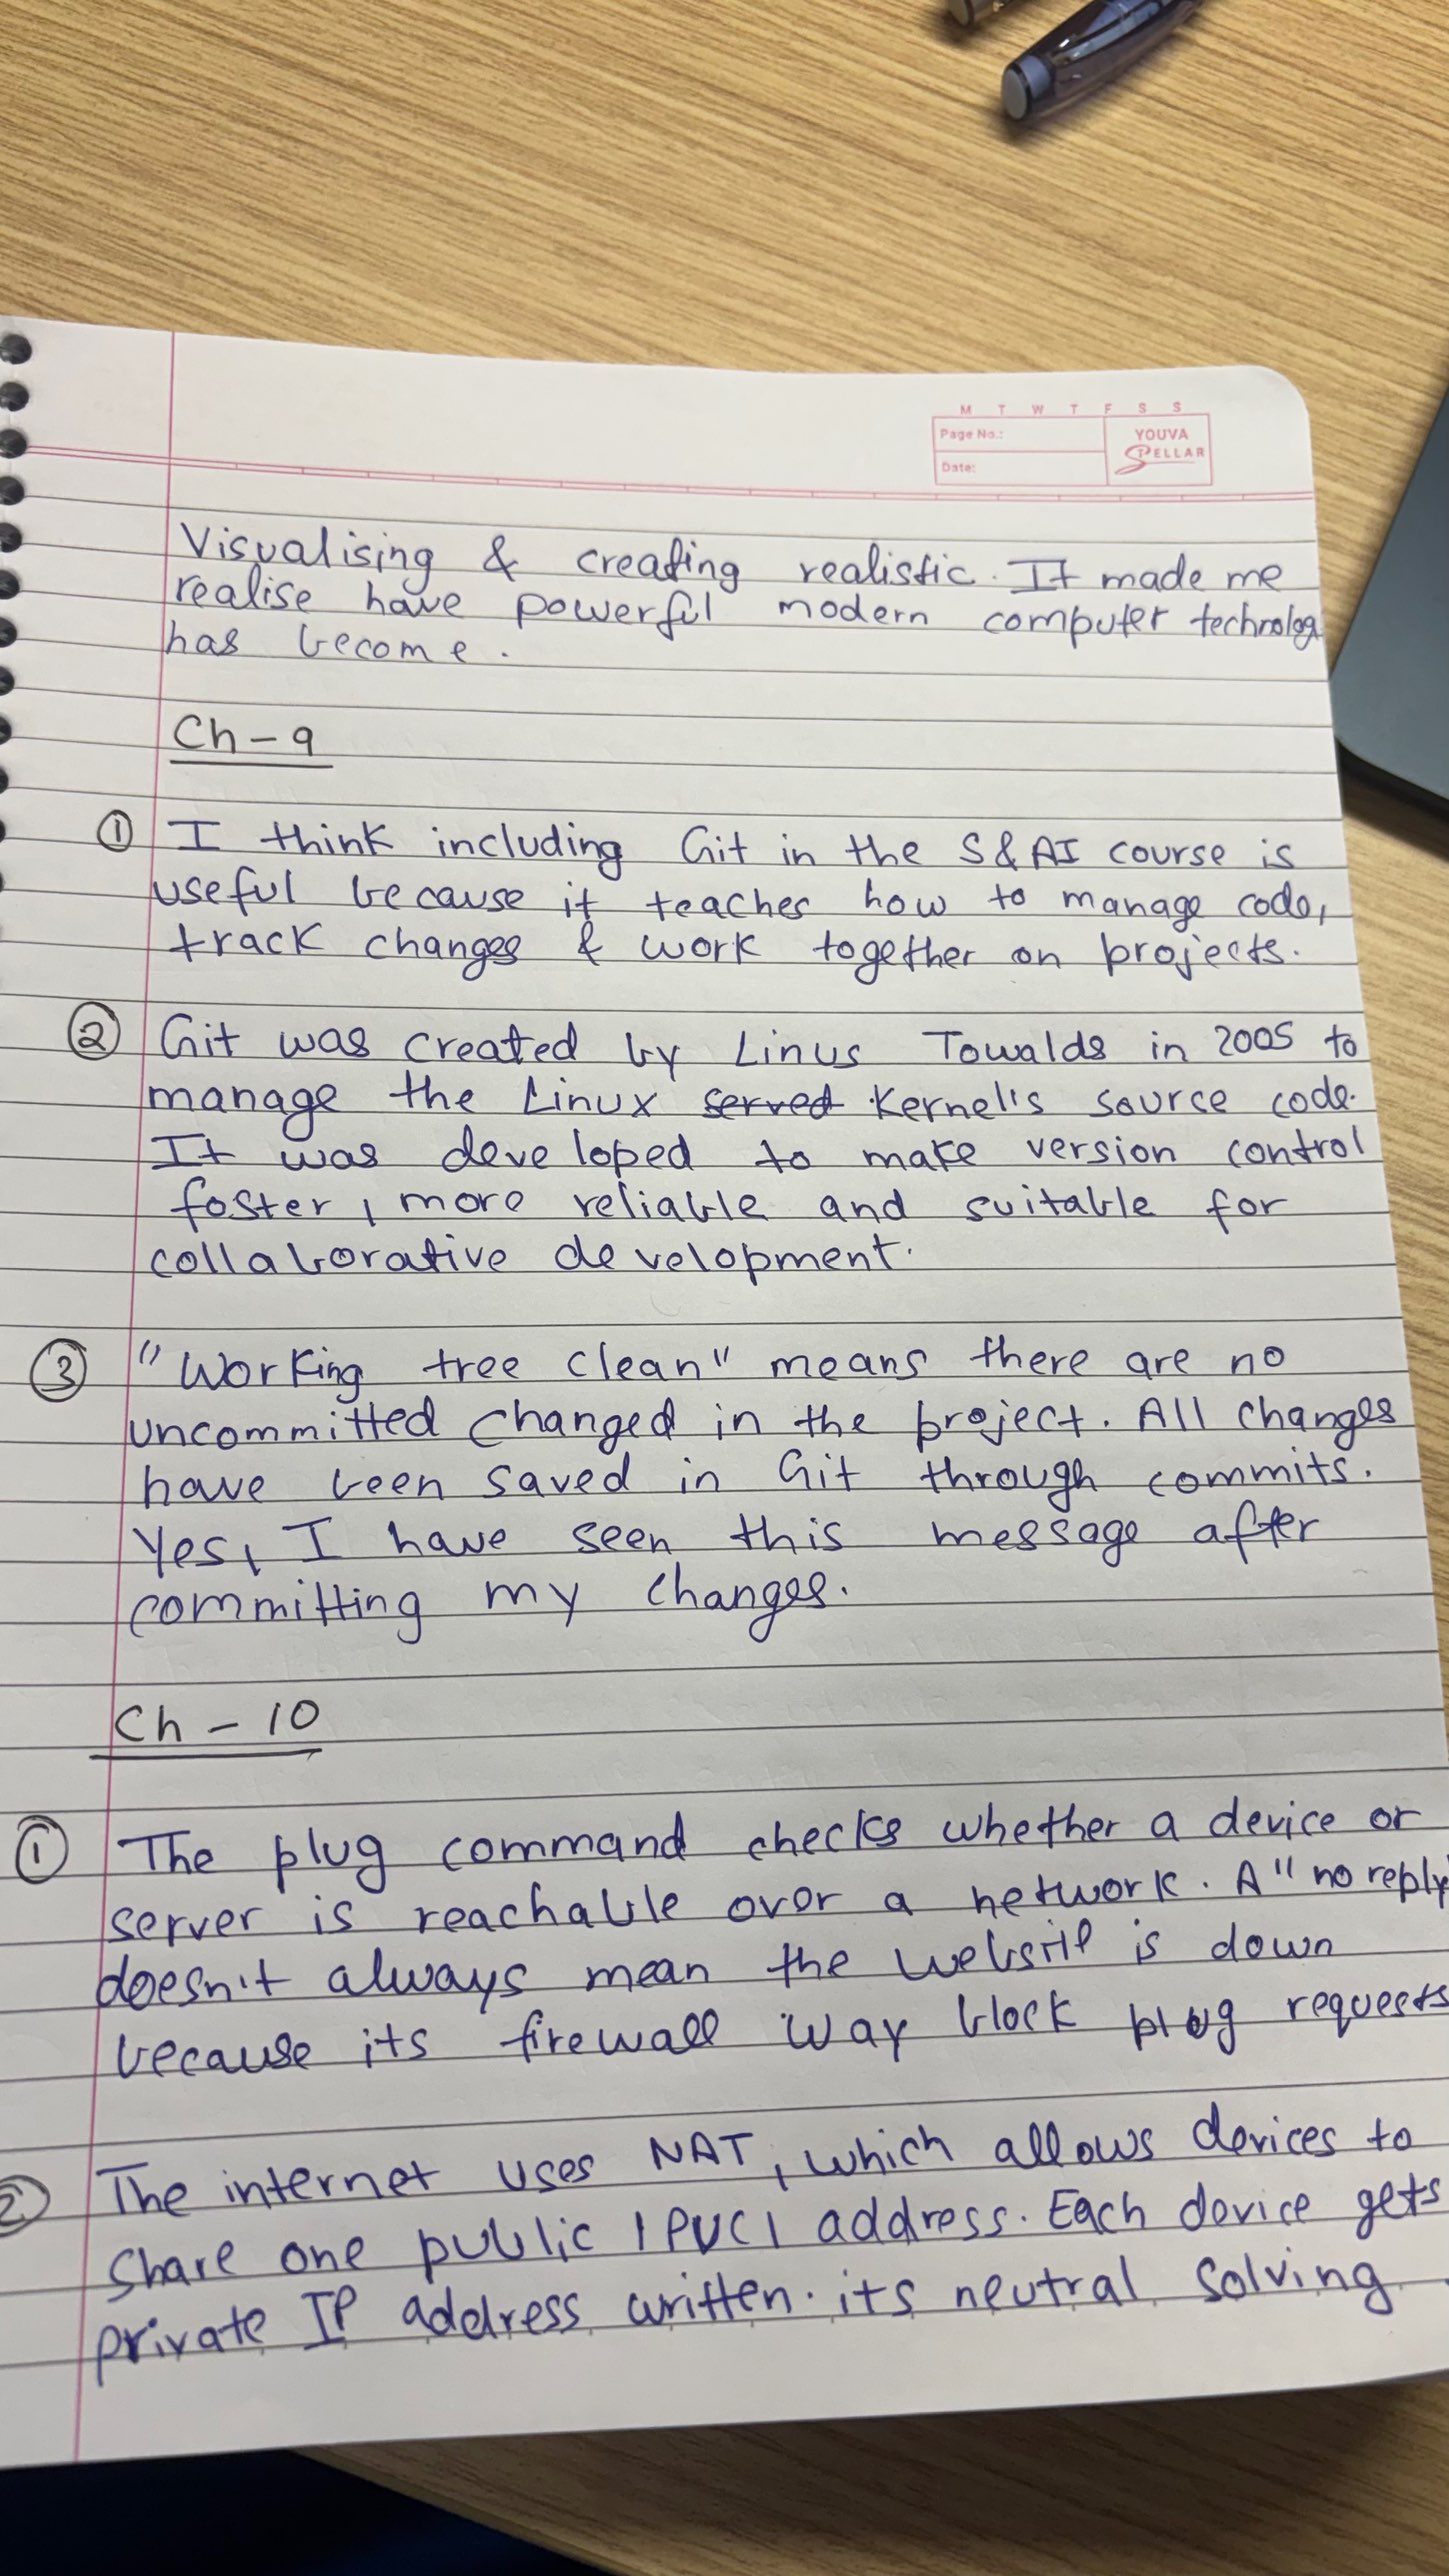 M T W T F S S
Page No.:
YOUVA
SPELLAR
Date:
Visualising & creating realistic. It made me
realise have powerful modern computer technolog
has become.
Ch - 9
① I think including Git in the S&AI course is
useful because it teaches how to manage code,
track changes & work together on projects.
② Git was created by Linus Towalds in 2005 to
manage the Linux served Kernel's source code.
It was developed to make version control
foster, more reliable and suitable for
collaborative development.
③ "Working tree clean" means there are no
uncommitted changed in the project. All changes
have been saved in Git through commits.
Yes, I have seen this message after
committing my changes.
Ch - 10
① The plug command checks whether a device or
server is reachable over a network. A "no reply"
doesn't always mean the website is down
because its firewall way block plug requests
② The internet uses NAT, which allows devices to
share one public IPUCI address. Each device gets
private IP address written. its neutral solving